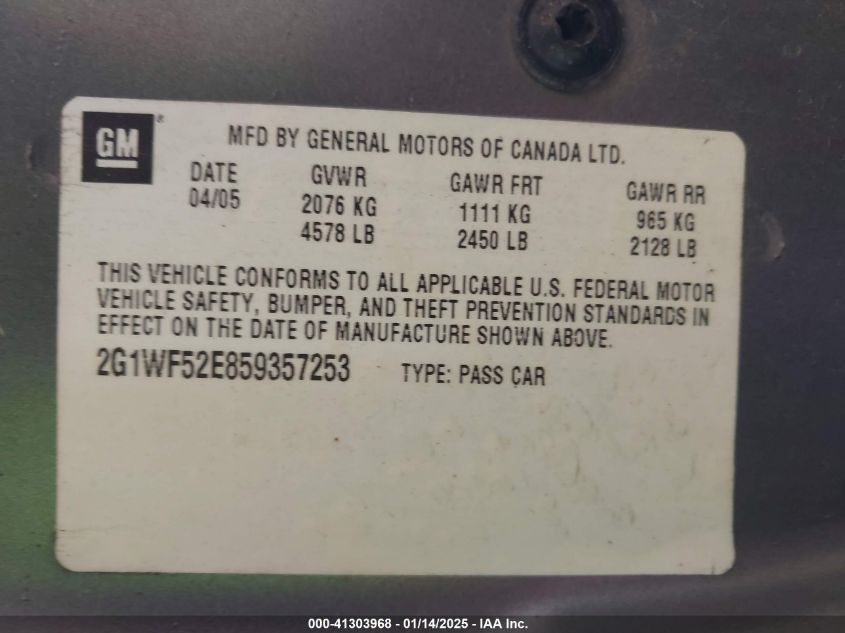 GM ®
MFD BY GENERAL MOTORS OF CANADA LTD.
DATE GVWR GAWR FRT GAWR RR
04/05 2076 KG 1111 KG 965 KG
4578 LB 2450 LB 2128 LB
THIS VEHICLE CONFORMS TO ALL APPLICABLE U.S. FEDERAL MOTOR
VEHICLE SAFETY, BUMPER, AND THEFT PREVENTION STANDARDS IN
EFFECT ON THE DATE OF MANUFACTURE SHOWN ABOVE.
2G1WF52E859357253 TYPE: PASS CAR
000-41303968 - 01/14/2025 - IAA Inc.